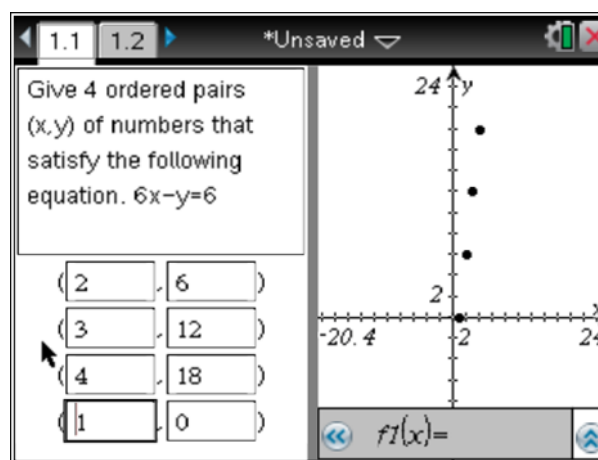 1.1 1.2 *Unsaved
Give 4 ordered pairs
(x,y) of numbers that
satisfy the following
equation. 6x-y=6
(2,6)
(3,12)
(4,18)
(1,0)
24 y
2
x
-20.4 -2 24
f1(x)=